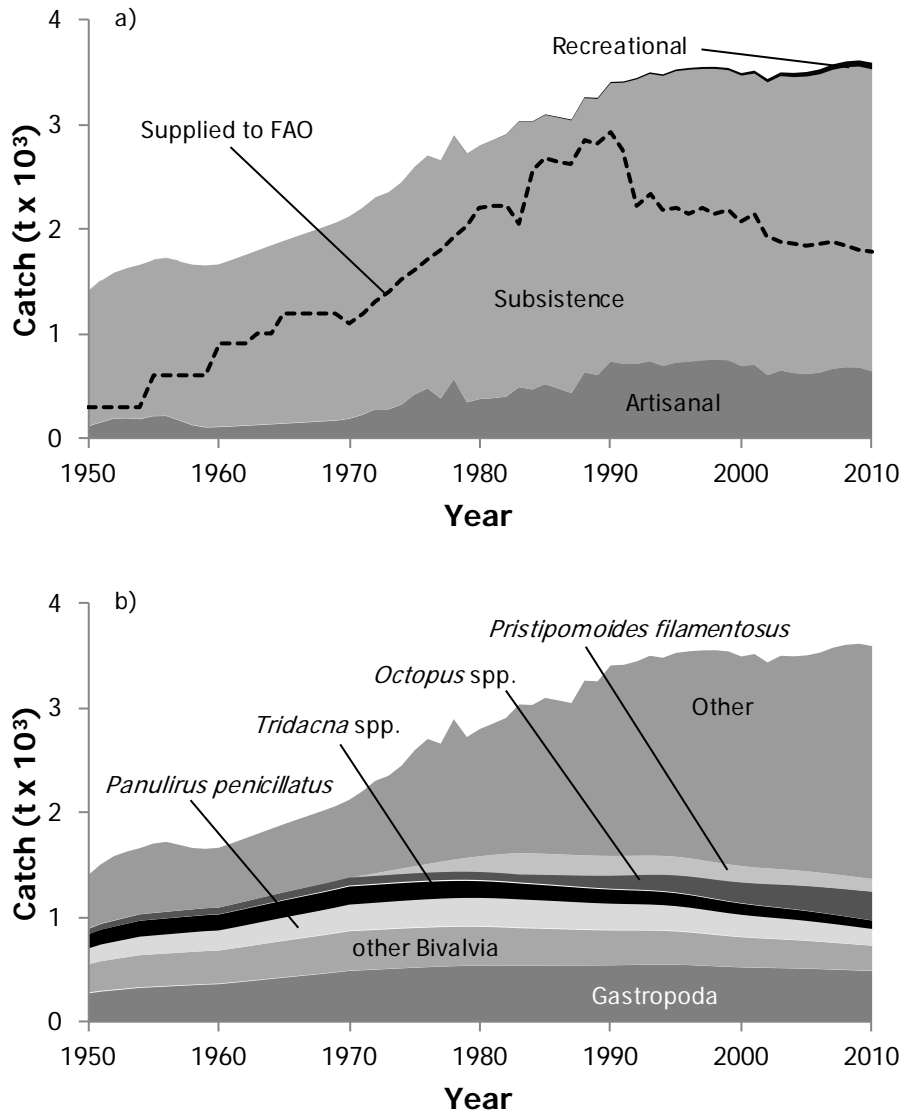 a)
4
3
2
1
0
Catch (t x 10³)
Recreational
Supplied to FAO
Subsistence
Artisanal
1950 1960 1970 1980 1990 2000 2010
Year
b)
4
3
2
1
0
Catch (t x 10³)
Pristipomoides filamentosus
Octopus spp.
Other
Tridacna spp.
Panulirus penicillatus
other Bivalvia
Gastropoda
1950 1960 1970 1980 1990 2000 2010
Year